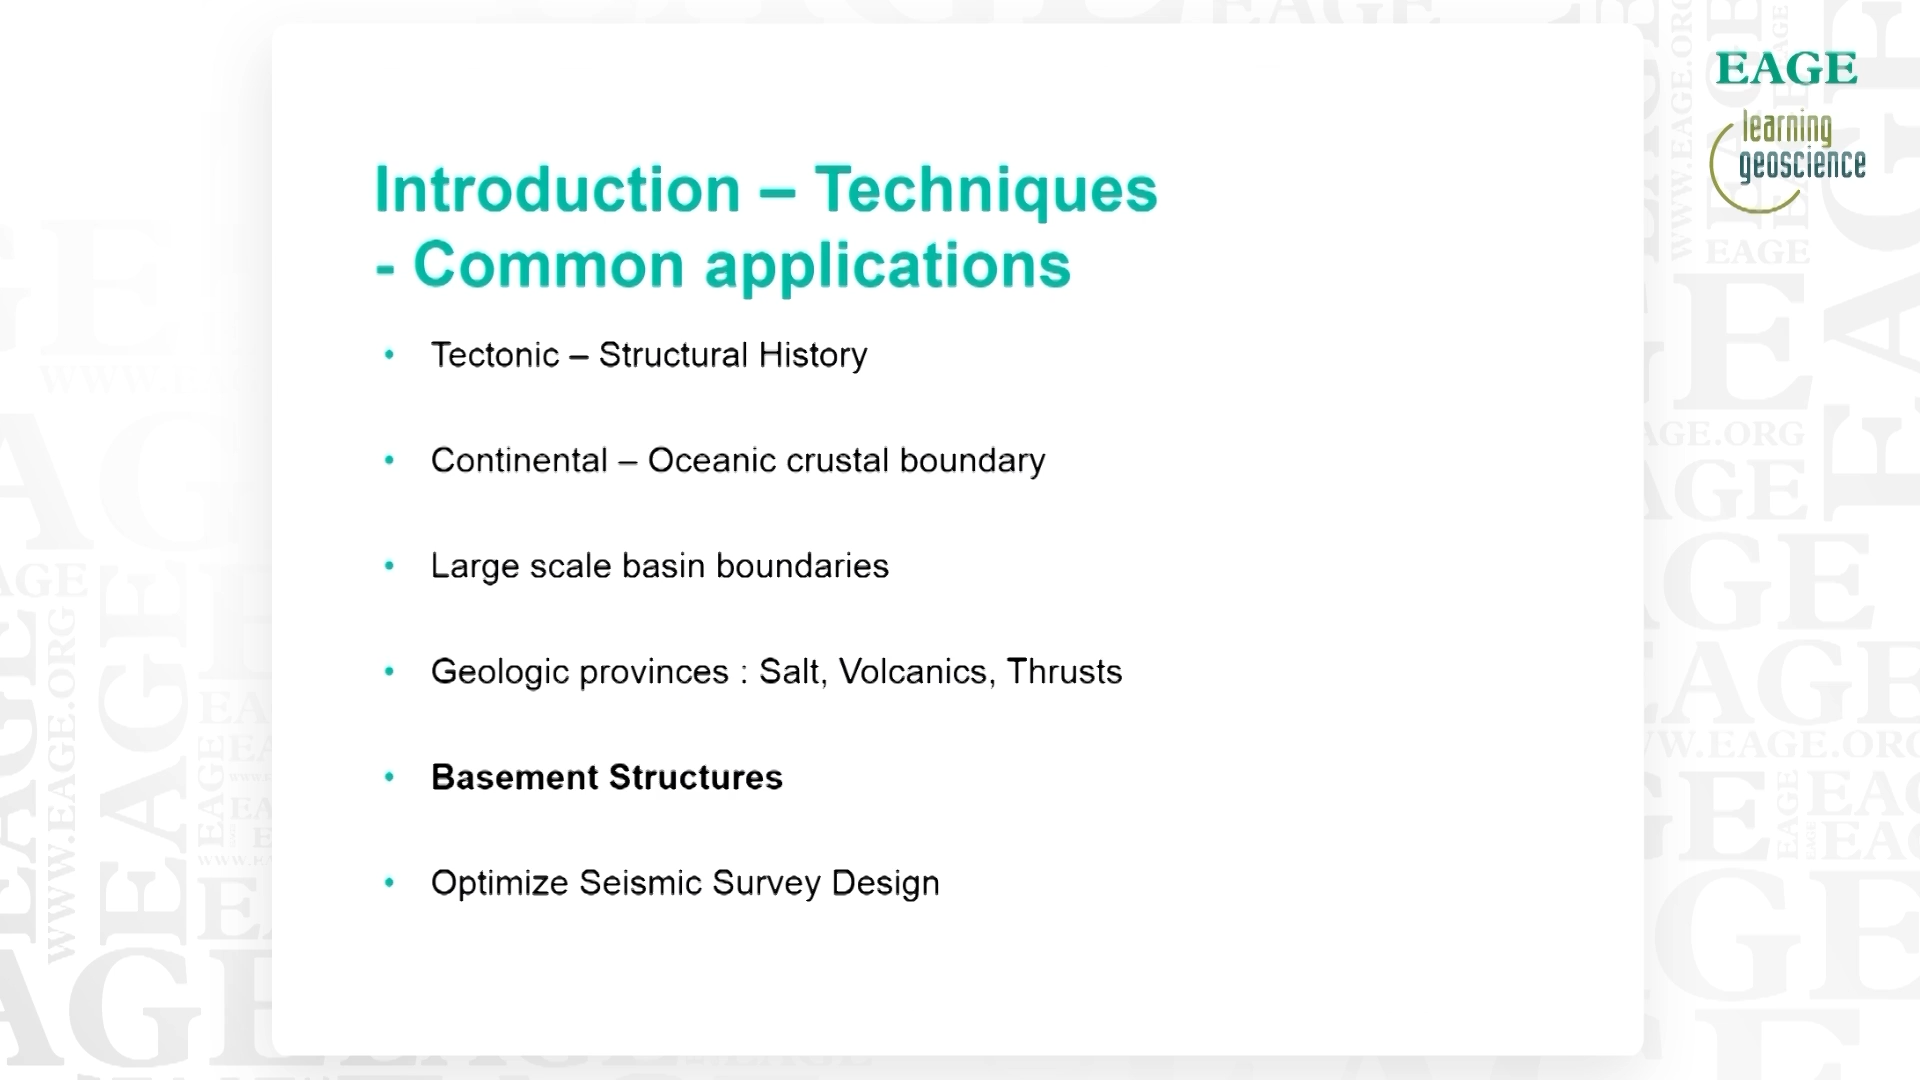 EAGE
learning
geoscience
Introduction – Techniques
- Common applications
• Tectonic – Structural History
• Continental – Oceanic crustal boundary
• Large scale basin boundaries
• Geologic provinces : Salt, Volcanics, Thrusts
• Basement Structures
• Optimize Seismic Survey Design